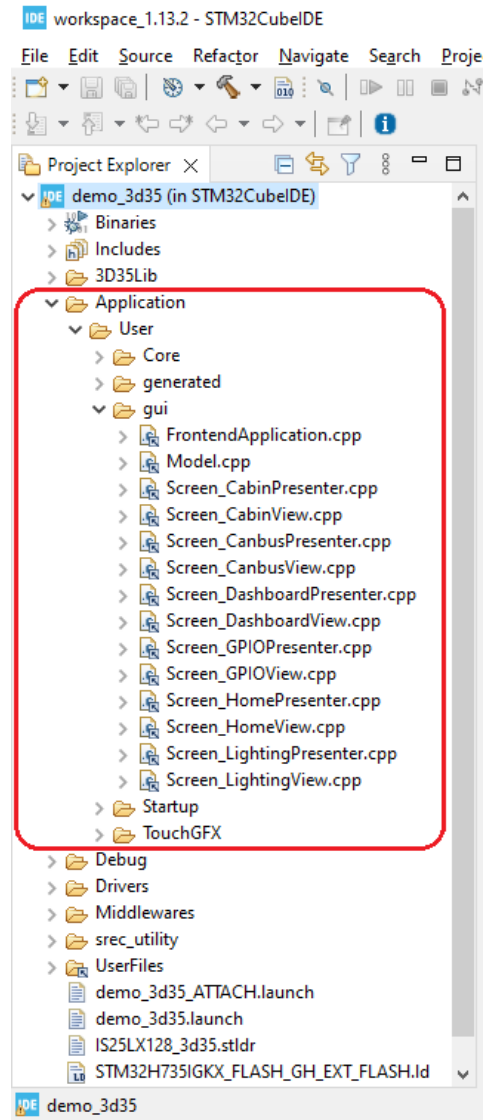 IDE workspace_1.13.2 - STM32CubeIDE
File Edit Source Refactor Navigate Search Proje
010
Project Explorer
IDE demo_3d35 (in STM32CubeIDE)
Binaries
Includes
3D35Lib
Application
User
Core
generated
gui
FrontendApplication.cpp
Model.cpp
Screen_CabinPresenter.cpp
Screen_CabinView.cpp
Screen_CanbusPresenter.cpp
Screen_CanbusView.cpp
Screen_DashboardPresenter.cpp
Screen_DashboardView.cpp
Screen_GPIOPresenter.cpp
Screen_GPIOView.cpp
Screen_HomePresenter.cpp
Screen_HomeView.cpp
Screen_LightingPresenter.cpp
Screen_LightingView.cpp
Startup
TouchGFX
Debug
Drivers
Middlewares
srec_utility
UserFiles
demo_3d35_ATTACH.launch
demo_3d35.launch
IS25LX128_3d35.stldr
STM32H735IGKX_FLASH_GH_EXT_FLASH.ld
IDE demo_3d35